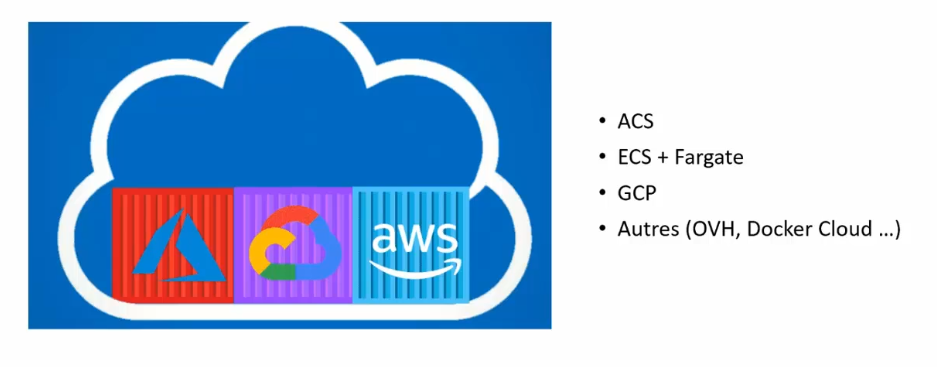 aws
• ACS
• ECS + Fargate
• GCP
• Autres (OVH, Docker Cloud ...)